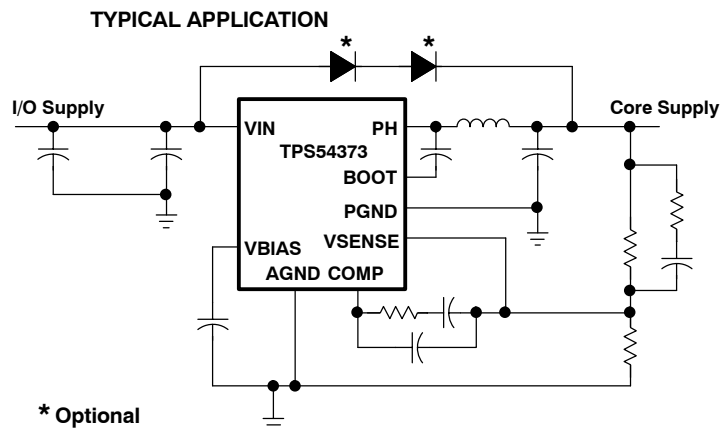 TYPICAL APPLICATION
* *
I/O Supply
Core Supply
VIN
PH
TPS54373
BOOT
PGND
VSENSE
VBIAS
AGND COMP
* Optional